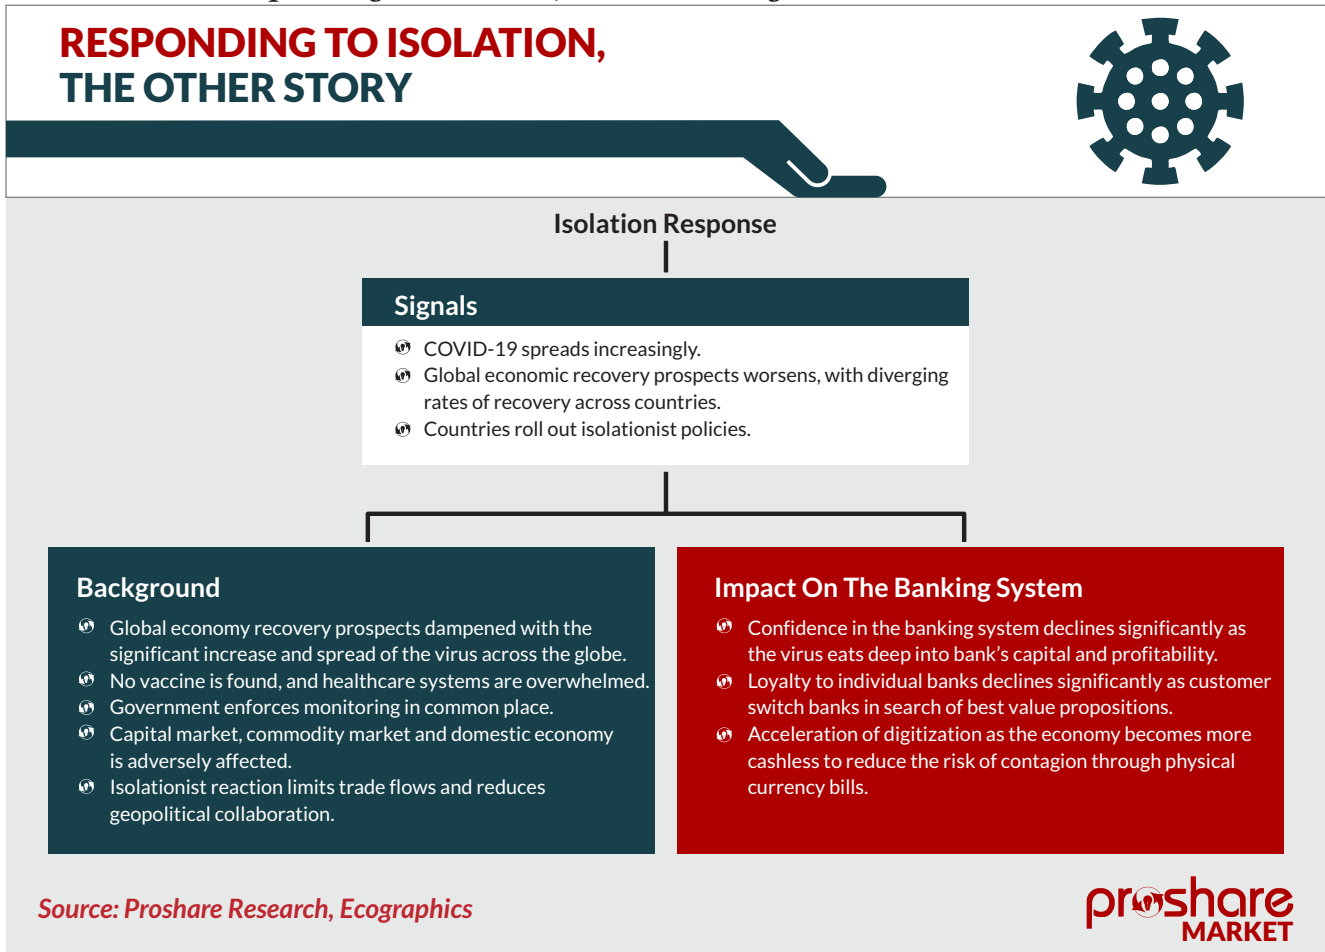 RESPONDING TO ISOLATION,
THE OTHER STORY
Isolation Response
Signals
COVID-19 spreads increasingly.
Global economic recovery prospects worsens, with diverging
rates of recovery across countries.
Countries roll out isolationist policies.
Background
Global economy recovery prospects dampened with the
significant increase and spread of the virus across the globe.
No vaccine is found, and healthcare systems are overwhelmed.
Government enforces monitoring in common place.
Capital market, commodity market and domestic economy
is adversely affected.
Isolationist reaction limits trade flows and reduces
geopolitical collaboration.
Impact On The Banking System
Confidence in the banking system declines significantly as
the virus eats deep into bank's capital and profitability.
Loyalty to individual banks declines significantly as customer
switch banks in search of best value propositions.
Acceleration of digitization as the economy becomes more
cashless to reduce the risk of contagion through physical
currency bills.
Source: Proshare Research, Ecographics
proshare
MARKET